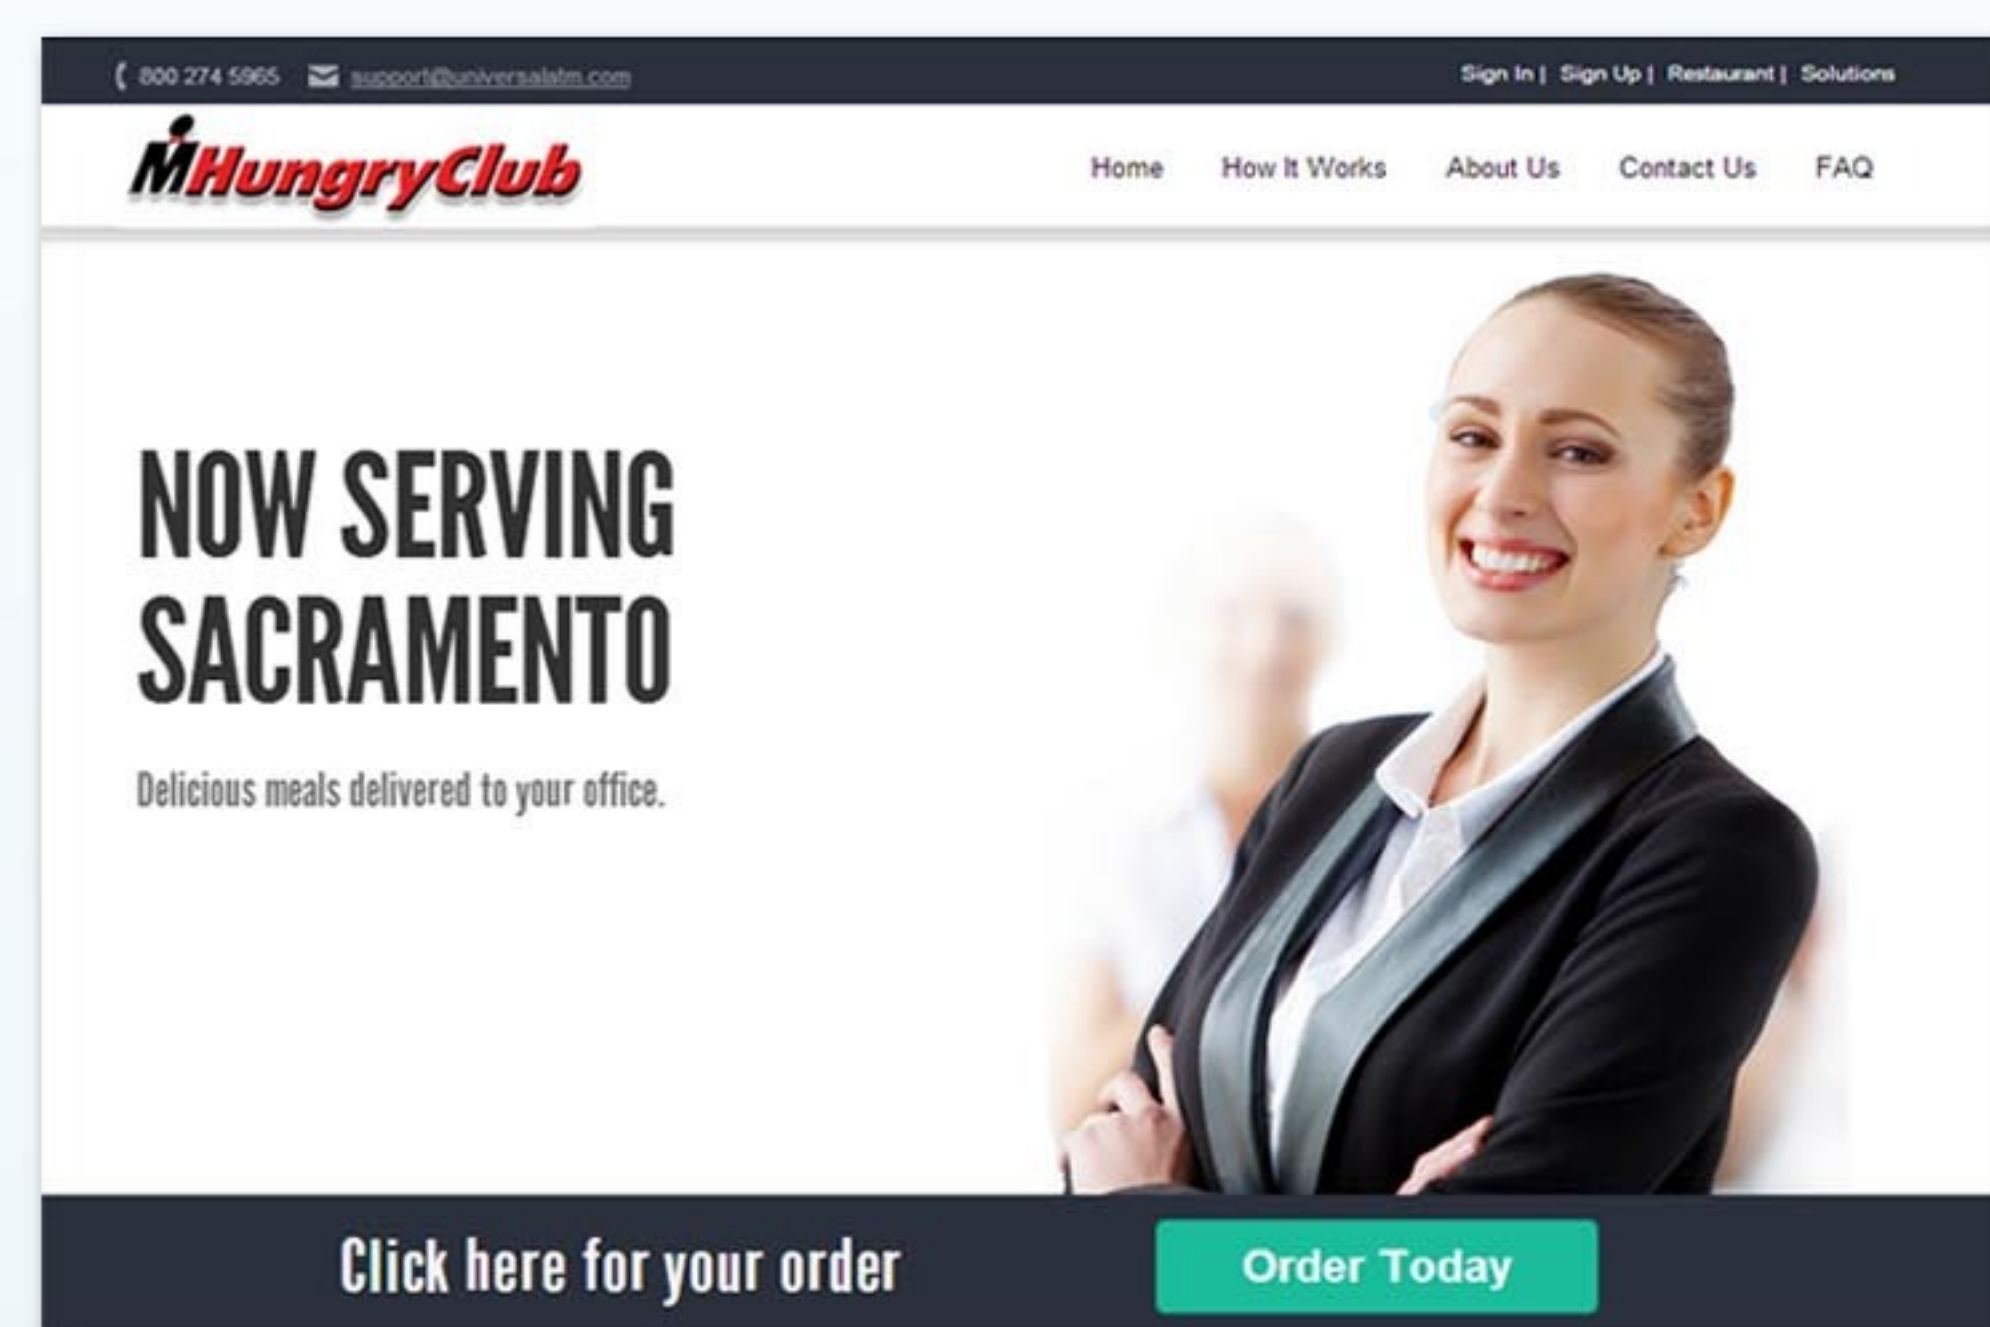 800 274 5965 support@universalatm.com
Sign In | Sign Up | Restaurant | Solutions
MHungryClub
Home How It Works About Us Contact Us FAQ
NOW SERVING
SACRAMENTO
Delicious meals delivered to your office.
Click here for your order
Order Today